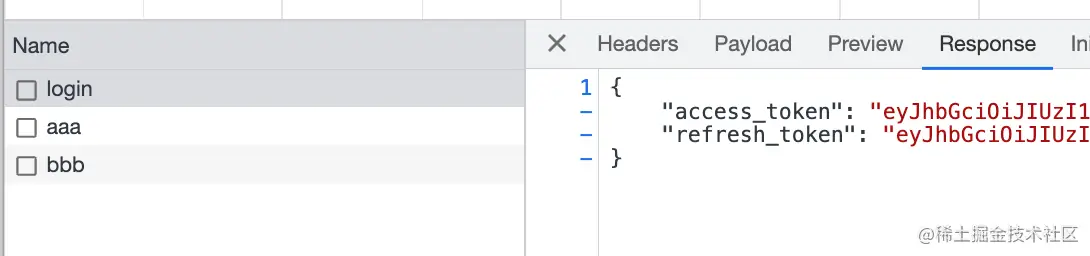 Name
login
aaa
bbb
Headers Payload Preview Response Ini
1 {
- "access_token": "eyJhbGciOiJIUzI1
- "refresh_token": "eyJhbGciOiJIUzI
- }
@稀土掘金技术社区